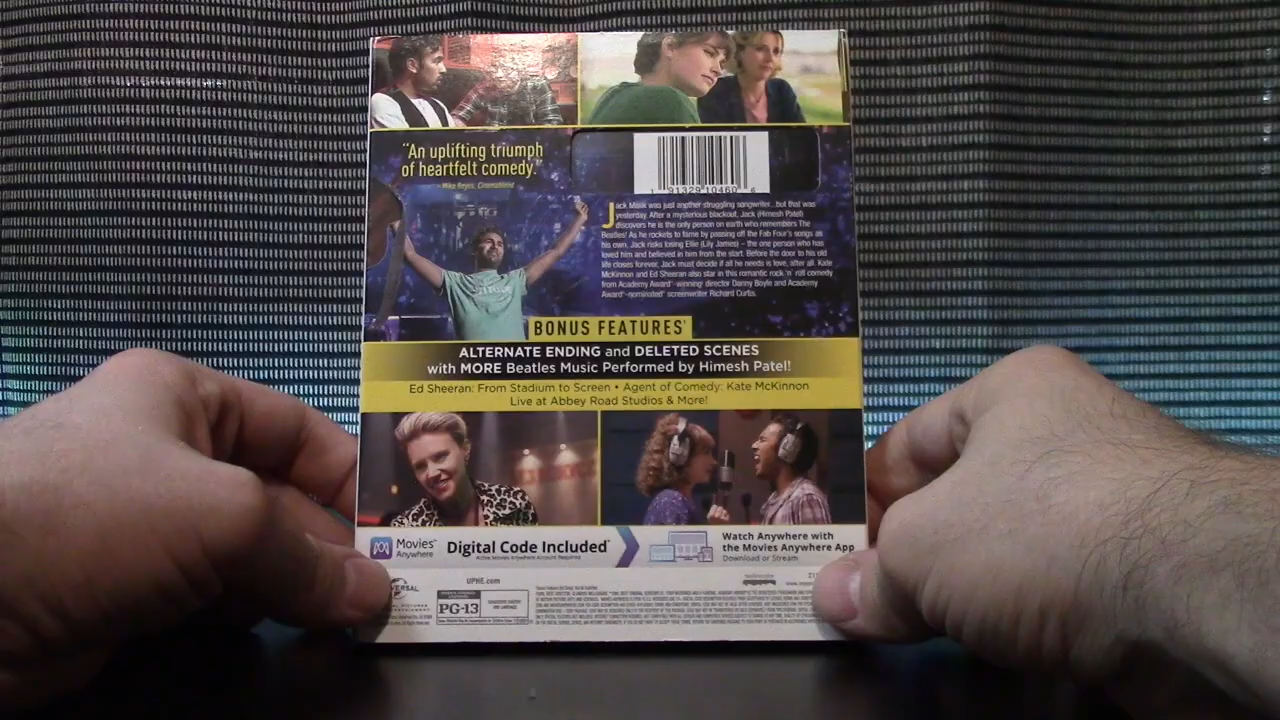 "An uplifting triumph
of heartfelt comedy."
- Mike Reyes, Cinemablend
1 91329 10460 6
Jack Malik was just another struggling songwriter...but that was
yesterday. After a mysterious blackout, Jack (Himesh Patel)
discovers he is the only person on earth who remembers The
Beatles! As he rockets to fame by passing off the Fab Four's songs as
his own, Jack risks losing Ellie (Lily James) – the one person who has
loved him and believed in him from the start. Before the door to his old
life closes forever, Jack must decide if all he needs is love, after all. Kate
McKinnon and Ed Sheeran also star in this romantic rock 'n' roll comedy
from Academy Award®-winning director Danny Boyle and Academy
Award®-nominated screenwriter Richard Curtis.
BONUS FEATURES*
ALTERNATE ENDING and DELETED SCENES
with MORE Beatles Music Performed by Himesh Patel!
Ed Sheeran: From Stadium to Screen • Agent of Comedy: Kate McKinnon
Live at Abbey Road Studios & More!
Movies Anywhere
Digital Code Included*
Active Movies Anywhere Account Required.
Watch Anywhere with
the Movies Anywhere App
Download or Stream
UPHE.com
PG-13